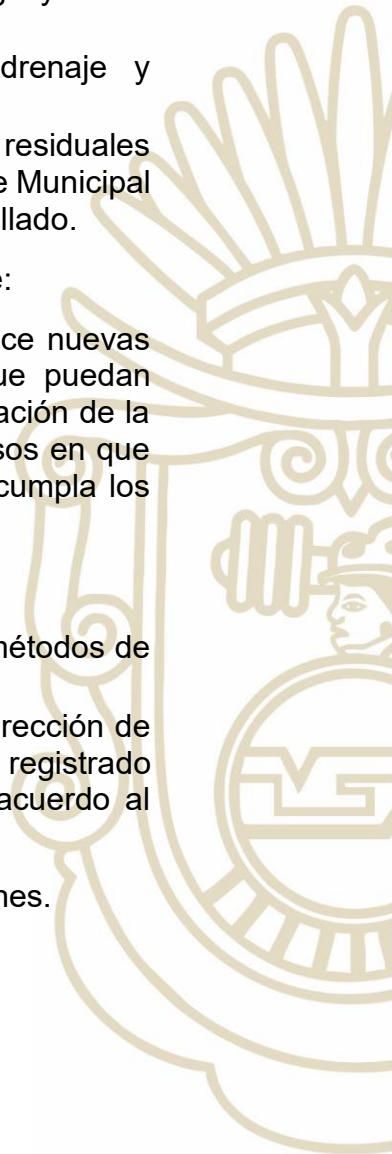 drenaje y
residuales
e Municipal
llado.
e:
ce nuevas
ue puedan
ación de la
sos en que
cumpla los
nétodos de
rección de
registrado
acuerdo al
nes.